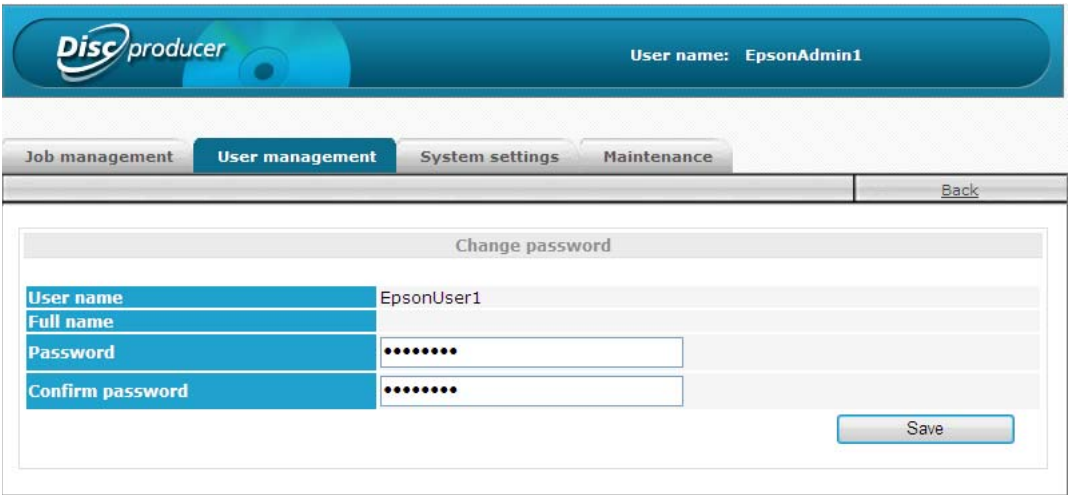 Disc producer
User name: EpsonAdmin1
Job management User management System settings Maintenance
Back
Change password
User name EpsonUser1
Full name
Password ••••••••
Confirm password ••••••••
Save